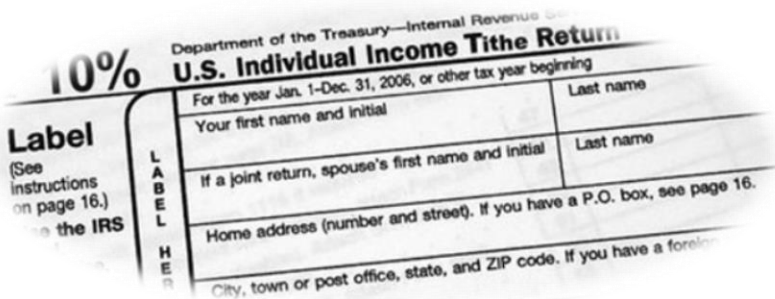 Department of the Treasury—Internal Revenue
10%
U.S. Individual Income Tithe Return
For the year Jan. 1–Dec. 31, 2006, or other tax year beginning
Label
(See
instructions
on page 16.)
the IRS
L
A
B
E
L
H
E
R
Your first name and initial
Last name
If a joint return, spouse's first name and initial
Last name
Home address (number and street). If you have a P.O. box, see page 16.
City, town or post office, state, and ZIP code. If you have a foreign